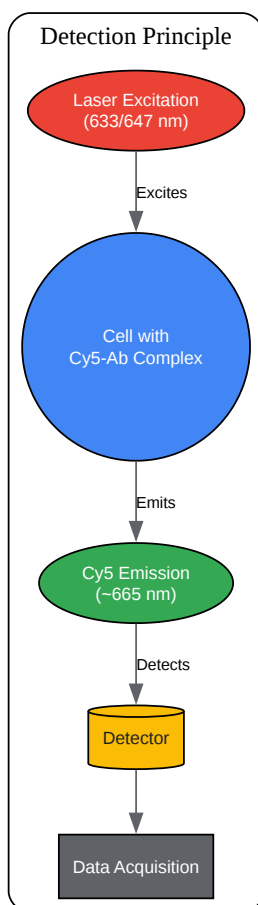 Detection Principle
Laser Excitation
(633/647 nm)
Excites
Cell with
Cy5-Ab Complex
Emits
Cy5 Emission
(~665 nm)
Detects
Detector
Data Acquisition